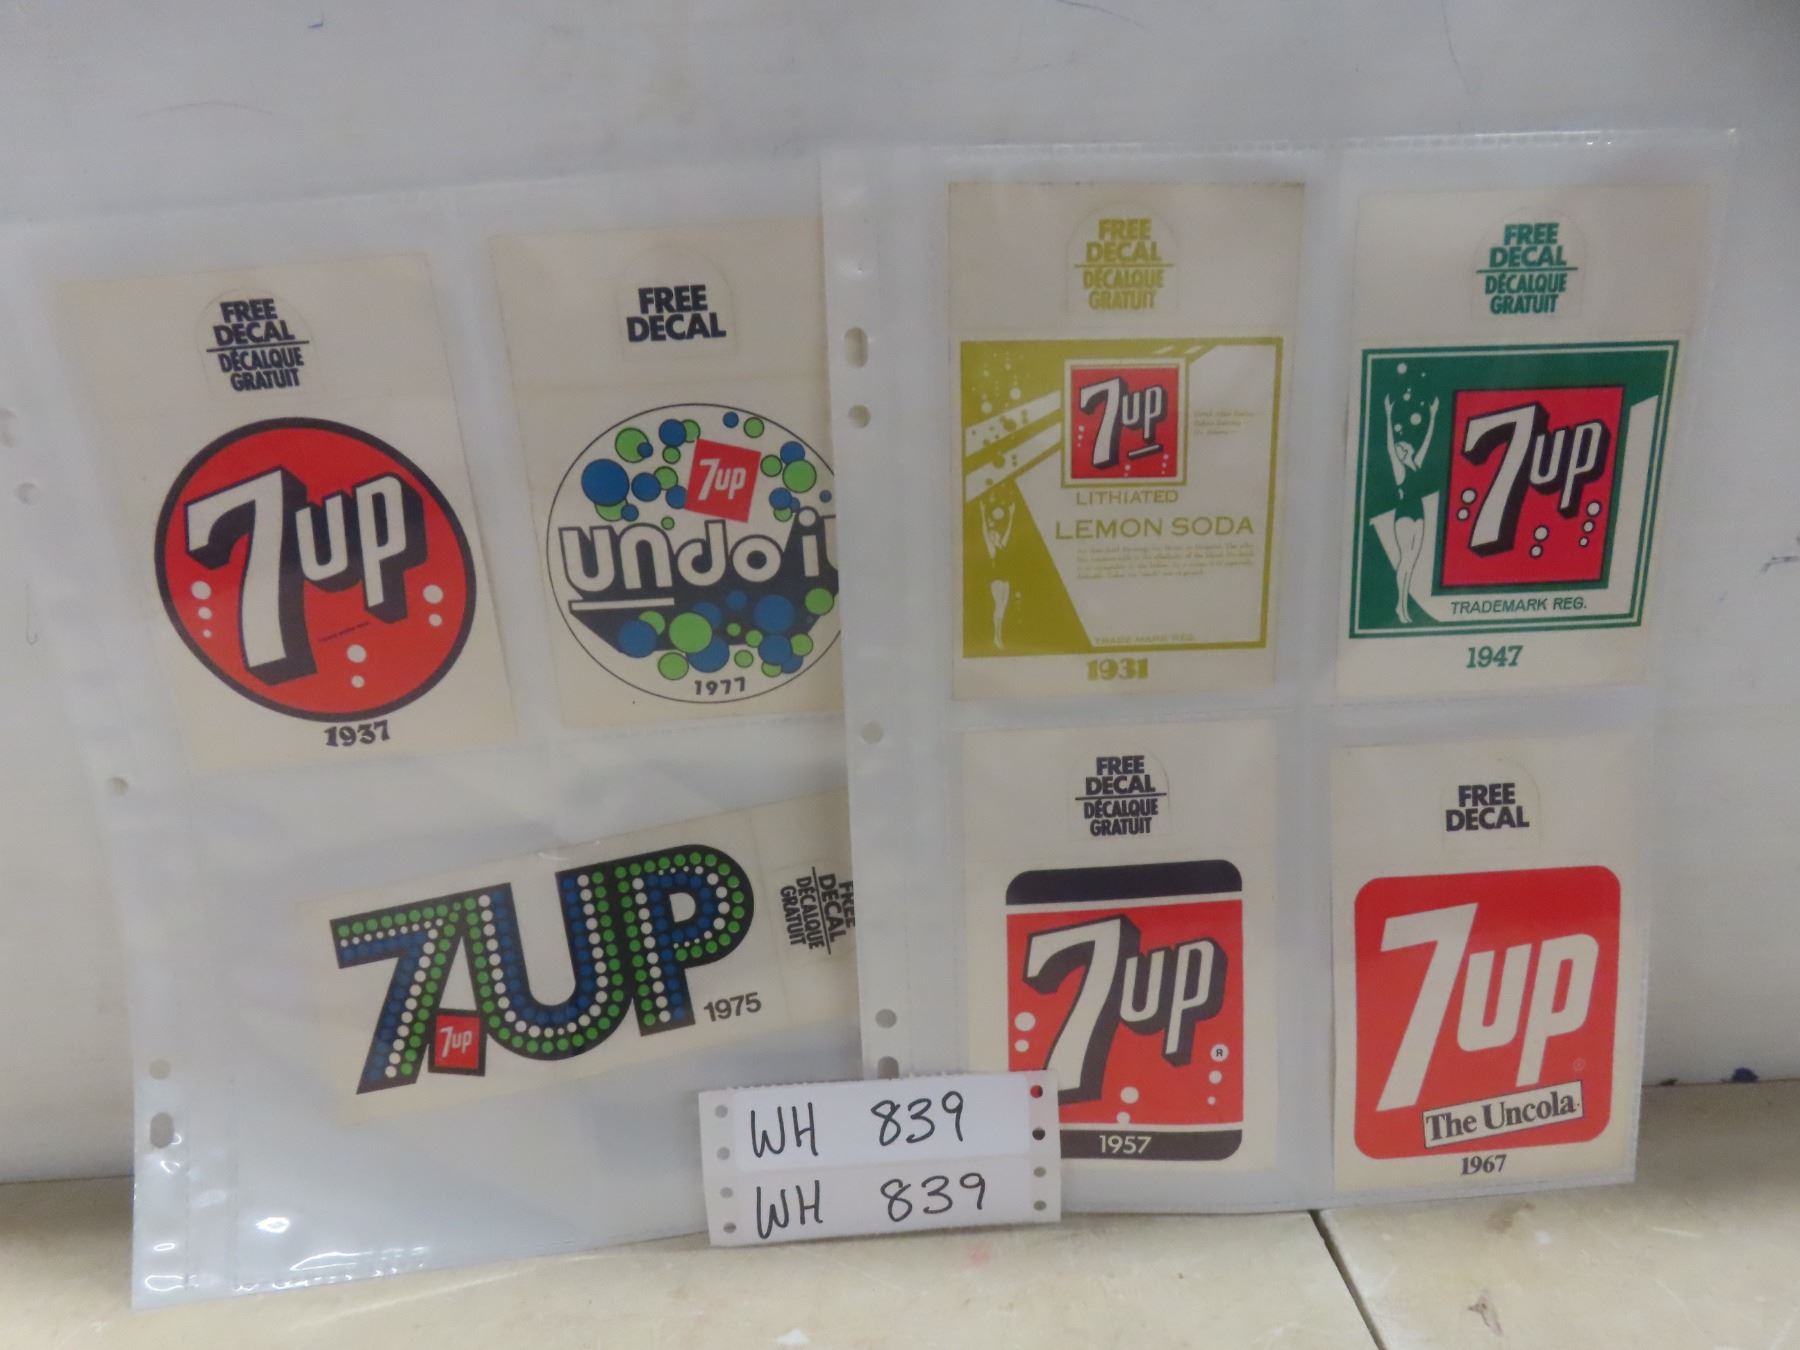 FREE
DECAL
DÉCALQUE
GRATUIT
7up
1937
FREE
DECAL
7up
undo
1977
7UP
7up
1975
FREE
DECAL
DÉCALQUE
GRATUIT
FREE
DECAL
DÉCALQUE
GRATUIT
7up
LITHIATED
LEMON SODA
TRADE MARK REG.
1931
FREE
DECAL
DÉCALQUE
GRATUIT
7up
TRADEMARK REG.
1947
FREE
DECAL
DÉCALQUE
GRATUIT
7up
R
1957
FREE
DECAL
7up
The Uncola
1967
WH 839
WH 839